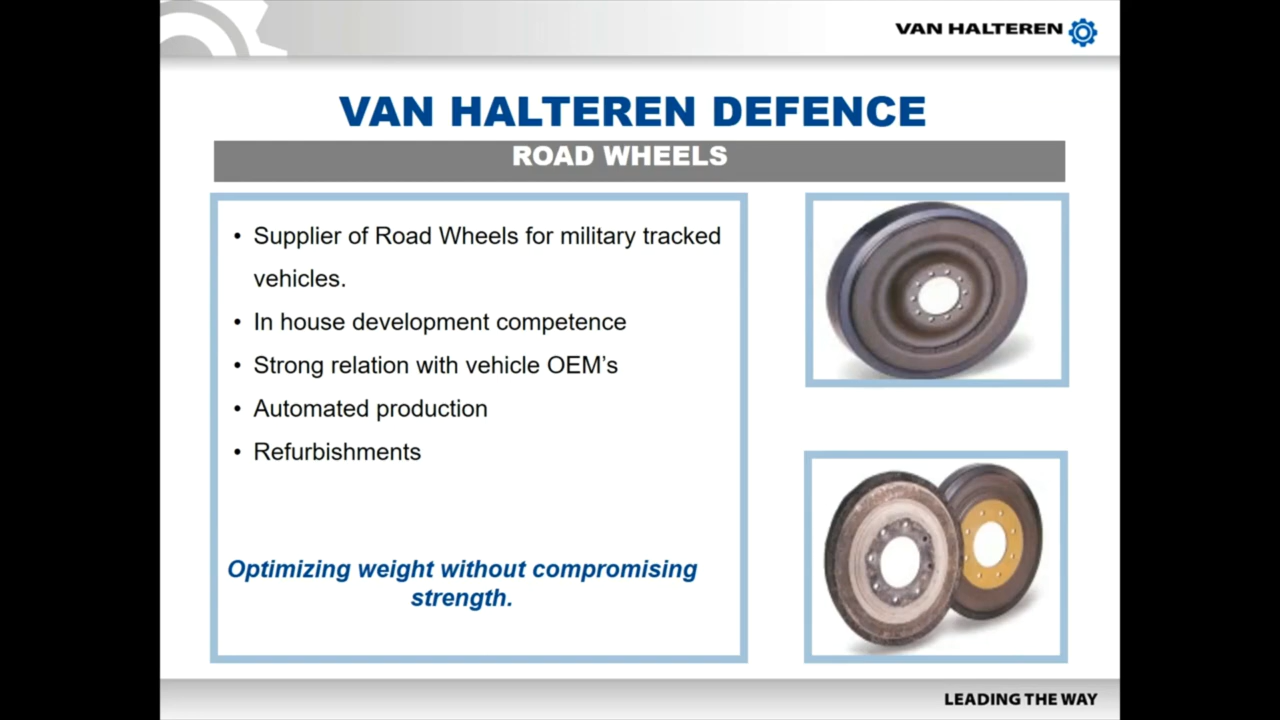 VAN HALTEREN
VAN HALTEREN DEFENCE
ROAD WHEELS
• Supplier of Road Wheels for military tracked
vehicles.
• In house development competence
• Strong relation with vehicle OEM’s
• Automated production
• Refurbishments
Optimizing weight without compromising
strength.
LEADING THE WAY